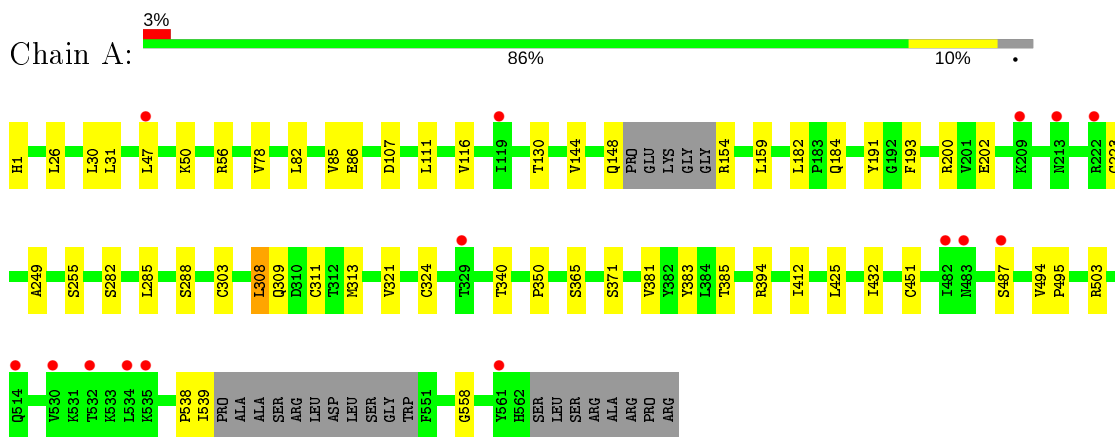 3%
Chain A:
86% 10% •
H1 L26 L30 L31 L47 K50 R56 V78 L82 V85 E86 D107 L111 V116 I119 T130 V144 Q148 PRO GLU LYS GLY GLY R154 L159 L182 P183 Q184 Y191 G192 F193 R200 V201 E202 K209 N213 R222
A249 S255 S282 L285 S288 C303 L308 Q309 D310 C311 T312 M313 V321 C324 T329 T340 P350 S365 S371 V381 Y382 Y383 L384 T385 R394 I412 L425 I432 C451 I482 N483 S487 V494 P495 R503
Q514 V530 K531 T532 K533 L534 K535 P538 I539 PRO ALA ALA SER ARG LEU ASP LEU SER GLY TRP F551 G558 Y561 H562 SER LEU SER ARG ALA ARG PRO ARG